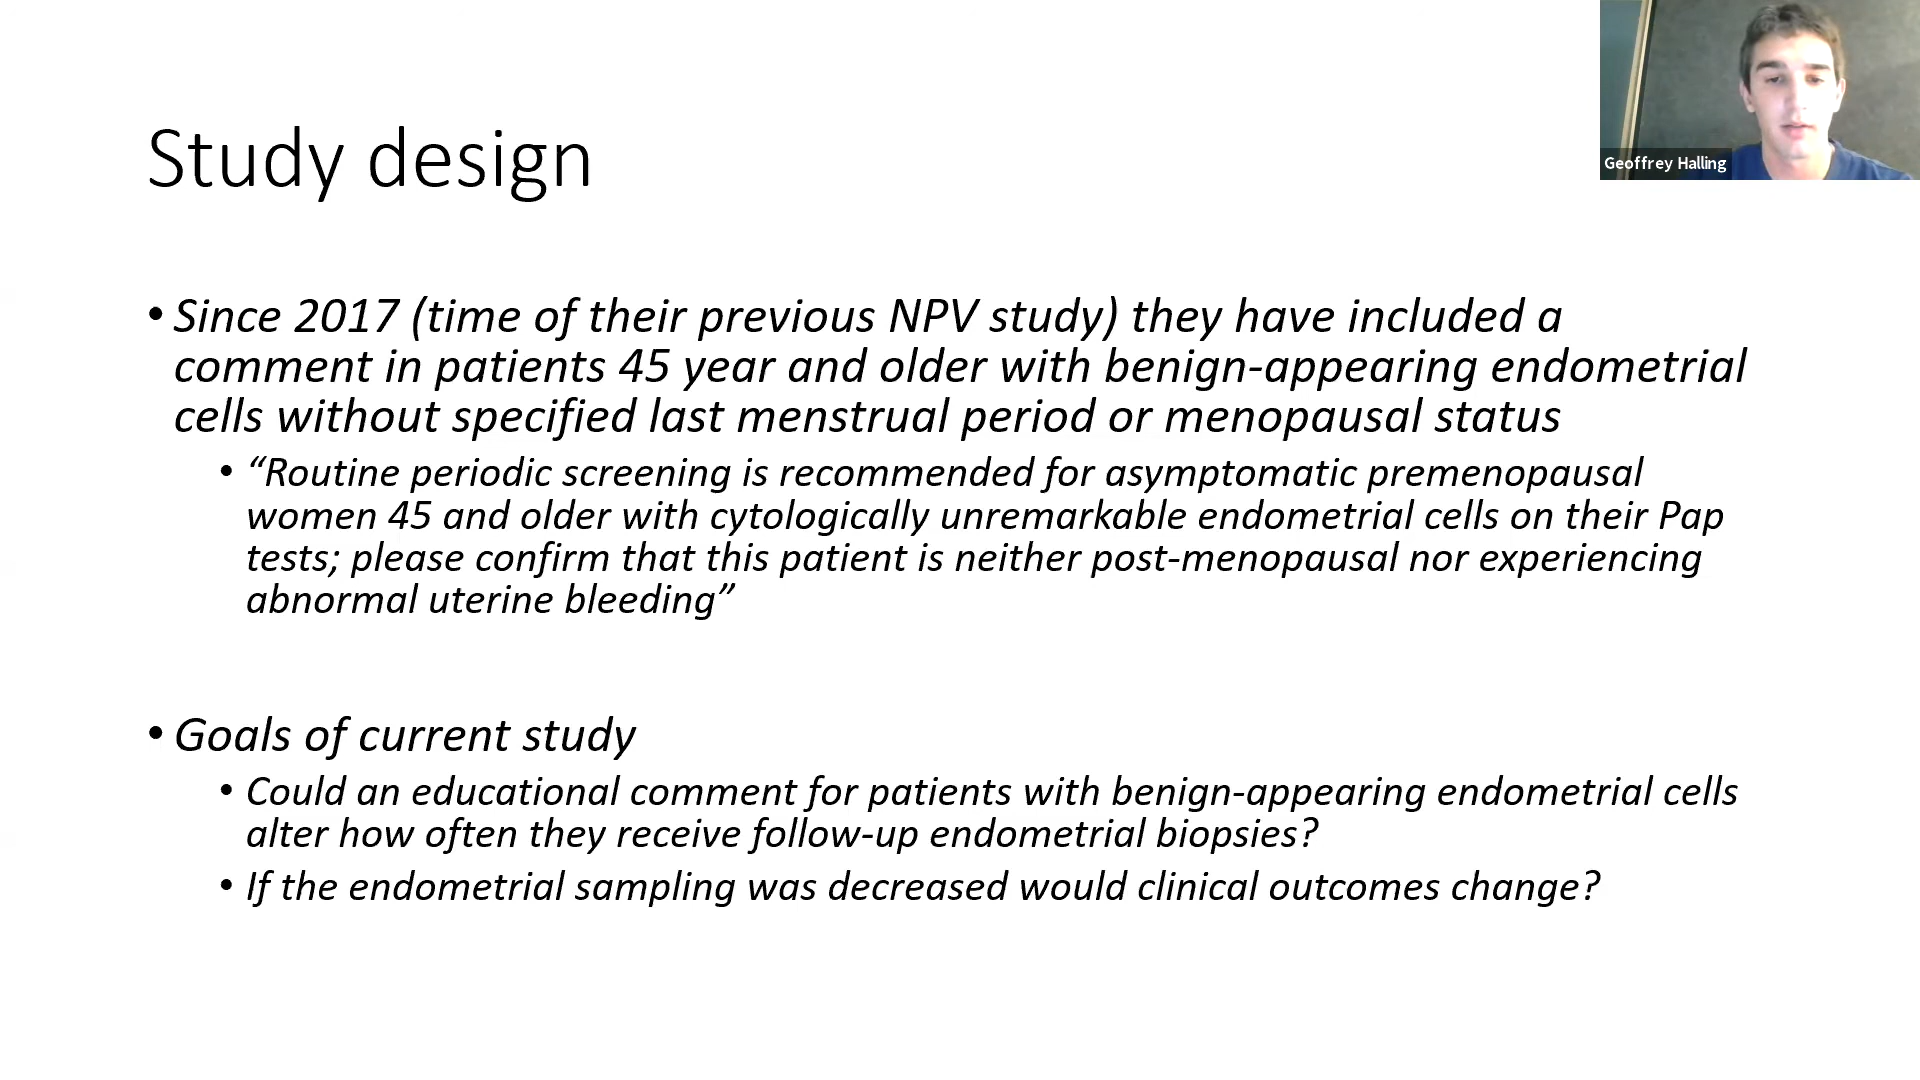 Geoffrey Halling
Study design
• Since 2017 (time of their previous NPV study) they have included a
comment in patients 45 year and older with benign-appearing endometrial
cells without specified last menstrual period or menopausal status
• “Routine periodic screening is recommended for asymptomatic premenopausal
women 45 and older with cytologically unremarkable endometrial cells on their Pap
tests; please confirm that this patient is neither post-menopausal nor experiencing
abnormal uterine bleeding”
• Goals of current study
• Could an educational comment for patients with benign-appearing endometrial cells
alter how often they receive follow-up endometrial biopsies?
• If the endometrial sampling was decreased would clinical outcomes change?